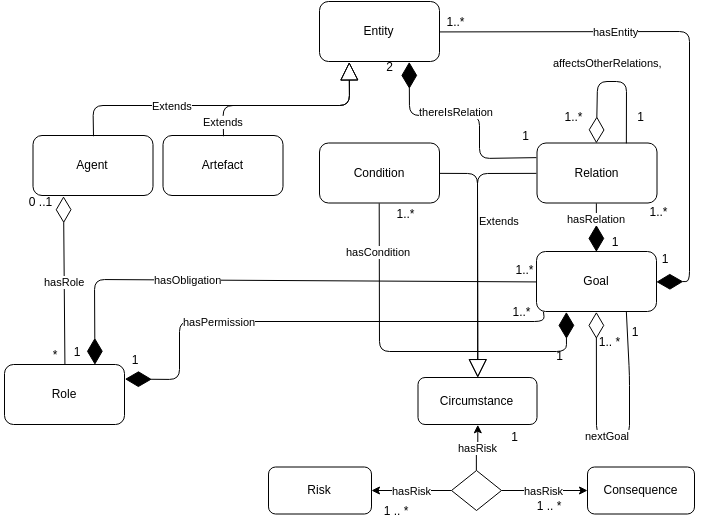 Entity
1..*
hasEntity
2
affectsOtherRelations,
Extends
thereIsRelation
1..*
1
Extends
1
Agent
Artefact
Condition
Relation
0 ..1
1..*
hasRelation
1..*
Extends
1
hasCondition
1
hasRole
hasObligation
1..*
Goal
hasPermission
1..*
*
1
1
1
1.. *
1
Role
Circumstance
nextGoal
1
hasRisk
Risk
hasRisk
hasRisk
Consequence
1 .. *
1 .. *